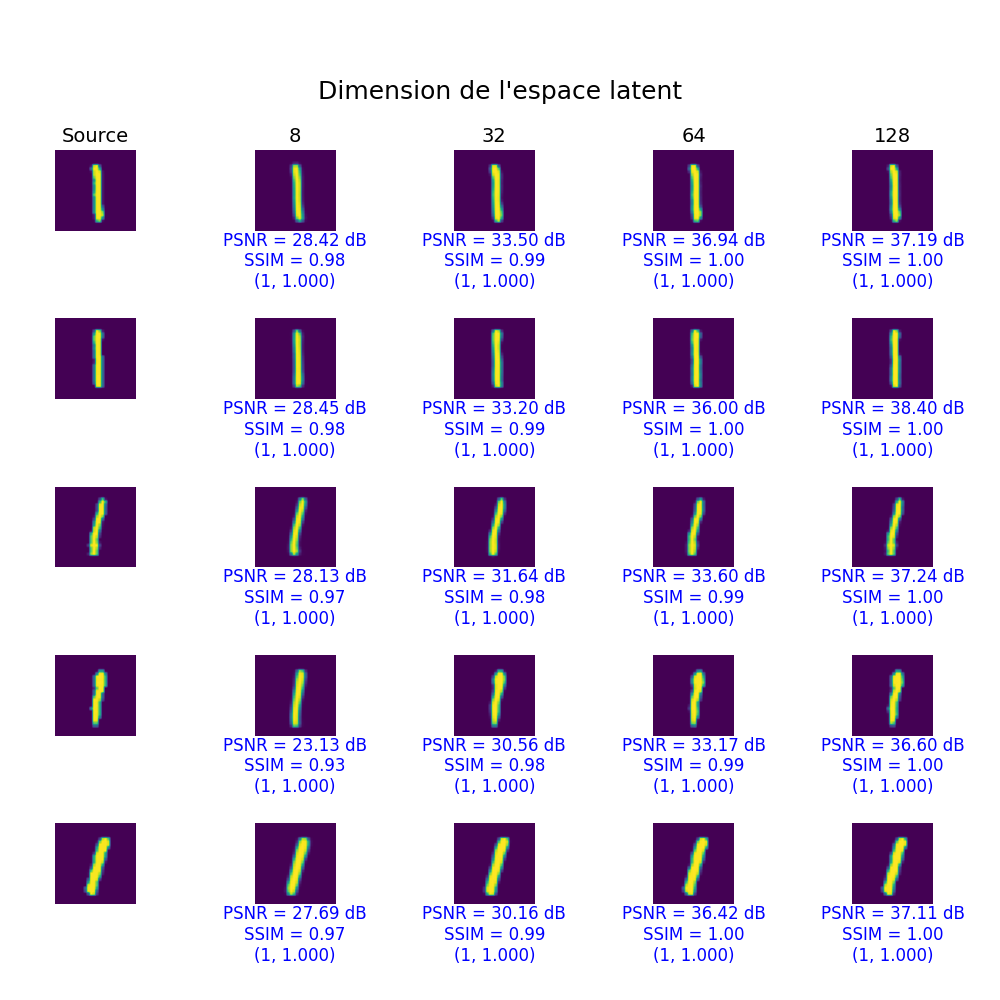 Dimension de l'espace latent
Source 8 32 64 128
PSNR = 28.42 dB PSNR = 33.50 dB PSNR = 36.94 dB PSNR = 37.19 dB
SSIM = 0.98 SSIM = 0.99 SSIM = 1.00 SSIM = 1.00
(1, 1.000) (1, 1.000) (1, 1.000) (1, 1.000)
PSNR = 28.45 dB PSNR = 33.20 dB PSNR = 36.00 dB PSNR = 38.40 dB
SSIM = 0.98 SSIM = 0.99 SSIM = 1.00 SSIM = 1.00
(1, 1.000) (1, 1.000) (1, 1.000) (1, 1.000)
PSNR = 28.13 dB PSNR = 31.64 dB PSNR = 33.60 dB PSNR = 37.24 dB
SSIM = 0.97 SSIM = 0.98 SSIM = 0.99 SSIM = 1.00
(1, 1.000) (1, 1.000) (1, 1.000) (1, 1.000)
PSNR = 23.13 dB PSNR = 30.56 dB PSNR = 33.17 dB PSNR = 36.60 dB
SSIM = 0.93 SSIM = 0.98 SSIM = 0.99 SSIM = 1.00
(1, 1.000) (1, 1.000) (1, 1.000) (1, 1.000)
PSNR = 27.69 dB PSNR = 30.16 dB PSNR = 36.42 dB PSNR = 37.11 dB
SSIM = 0.97 SSIM = 0.99 SSIM = 1.00 SSIM = 1.00
(1, 1.000) (1, 1.000) (1, 1.000) (1, 1.000)